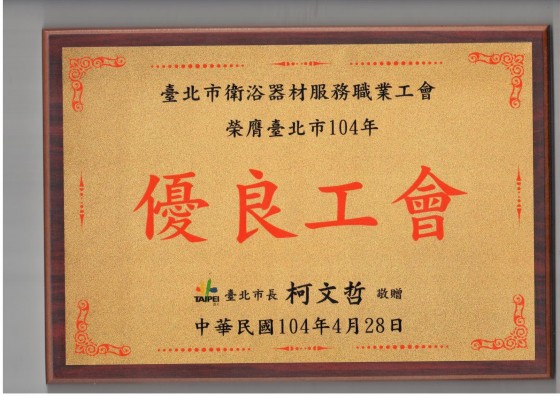 臺北市衛浴器材服務職業工會
榮膺臺北市104年
優良工會
TAIPEI 臺北市長 柯文哲 敬贈
中華民國104年4月28日